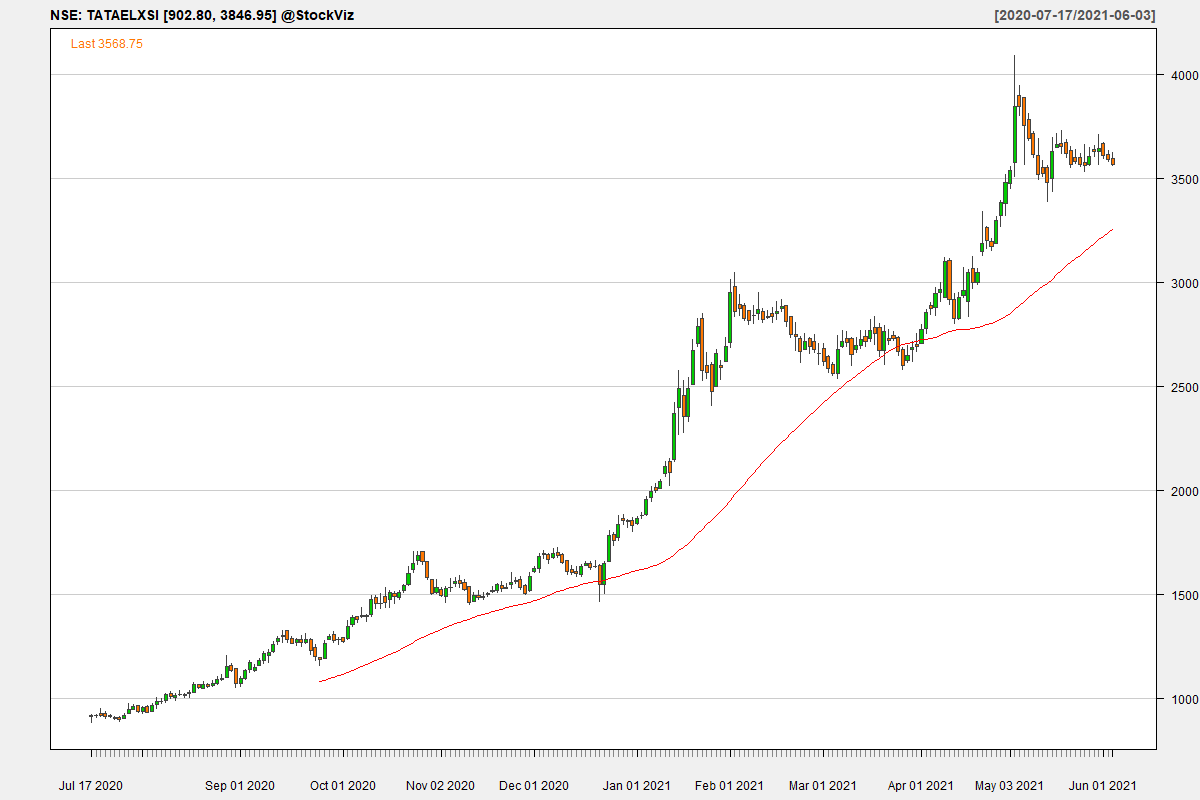 NSE: TATAELXSI [902.80, 3846.95] @StockViz
[2020-07-17/2021-06-03]
Last 3568.75
4000
3500
3000
2500
2000
1500
1000
Jul 17 2020
Sep 01 2020
Oct 01 2020
Nov 02 2020
Dec 01 2020
Jan 01 2021
Feb 01 2021
Mar 01 2021
Apr 01 2021
May 03 2021
Jun 01 2021